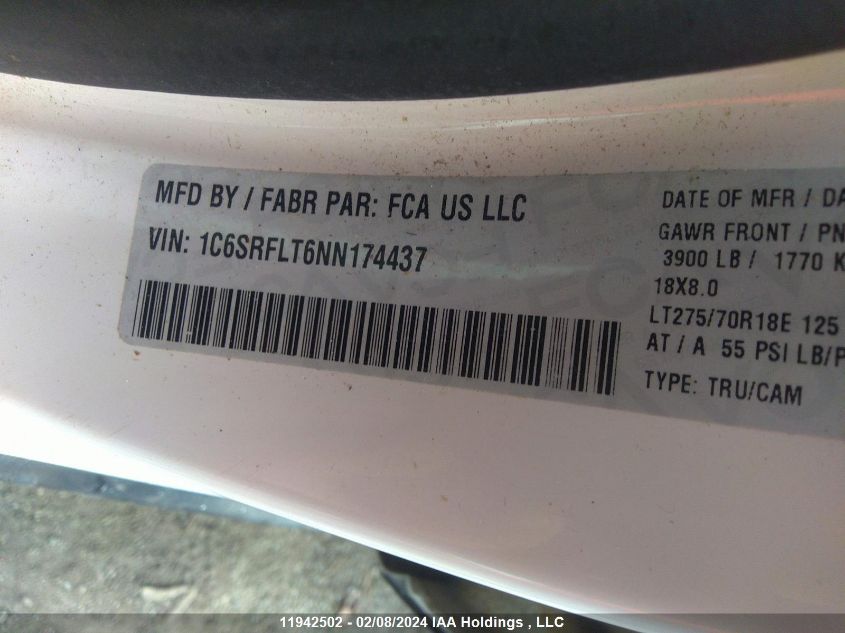 MFD BY / FABR PAR: FCA US LLC
VIN: 1C6SRFLT6NN174437
DATE OF MFR / DA
GAWR FRONT / PN
3900 LB / 1770 K
18X8.0
LT275/70R18E 125
AT / A 55 PSI LB/P
TYPE: TRU/CAM
11942502 - 02/08/2024 IAA Holdings , LLC